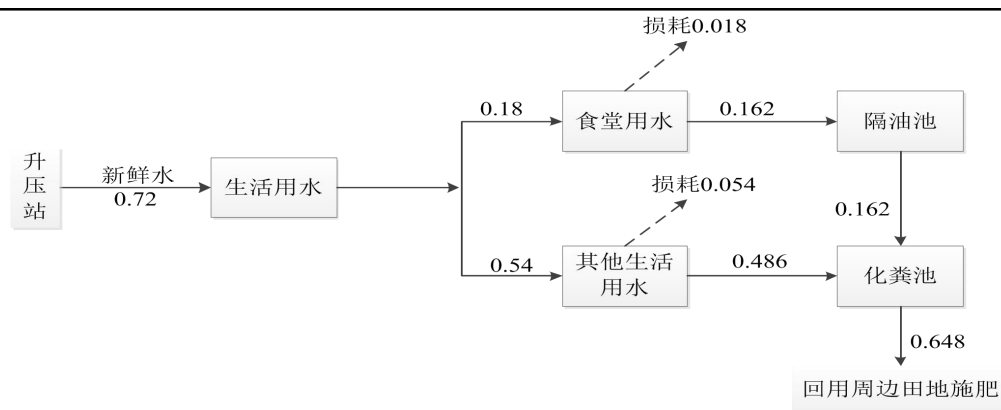 损耗0.018
0.18
食堂用水
0.162
隔油池
升
压
站
新鲜水
0.72
生活用水
损耗0.054
0.162
0.54
其他生活
用水
0.486
化粪池
0.648
回用周边田地施肥